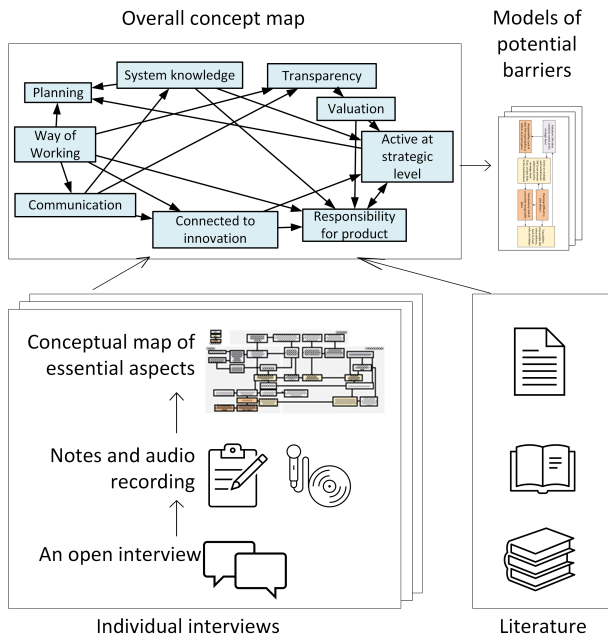 Overall concept map
Models of
potential
barriers
System knowledge
Transparency
Planning
Valuation
Way of
Working
Active at
strategic
level
Communication
Connected to
innovation
Responsibility
for product
Conceptual map of
essential aspects
Notes and audio
recording
An open interview
Individual interviews
Literature